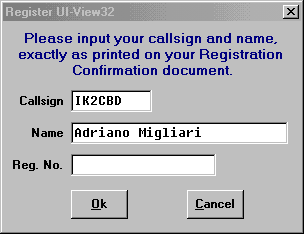 Register UI-View32
Please input your callsign and name,
exactly as printed on your Registration
Confirmation document.
Callsign IK2CBD
Name Adriano Migliari
Reg. No.
Ok Cancel